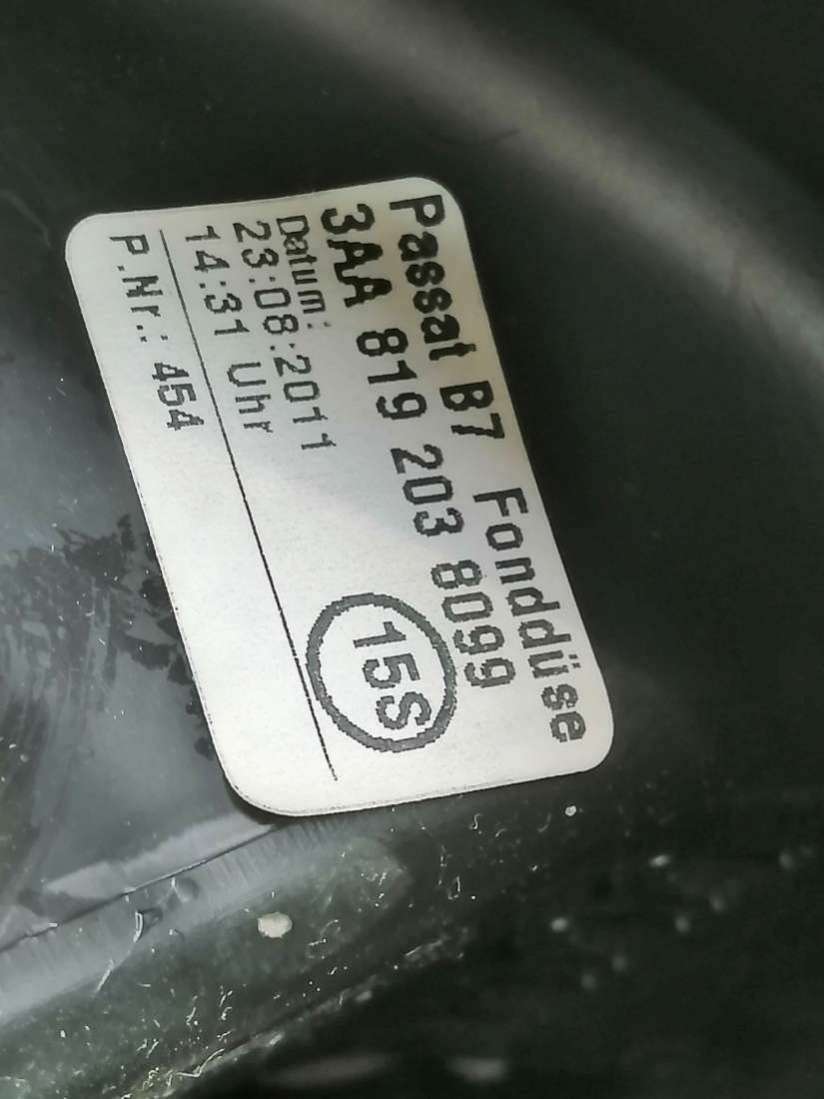 Passat B7 Fonddüse
3AA 819 203 8099
Datum:
23:08:2011
14:31 Uhr
15S
P.Nr.: 454